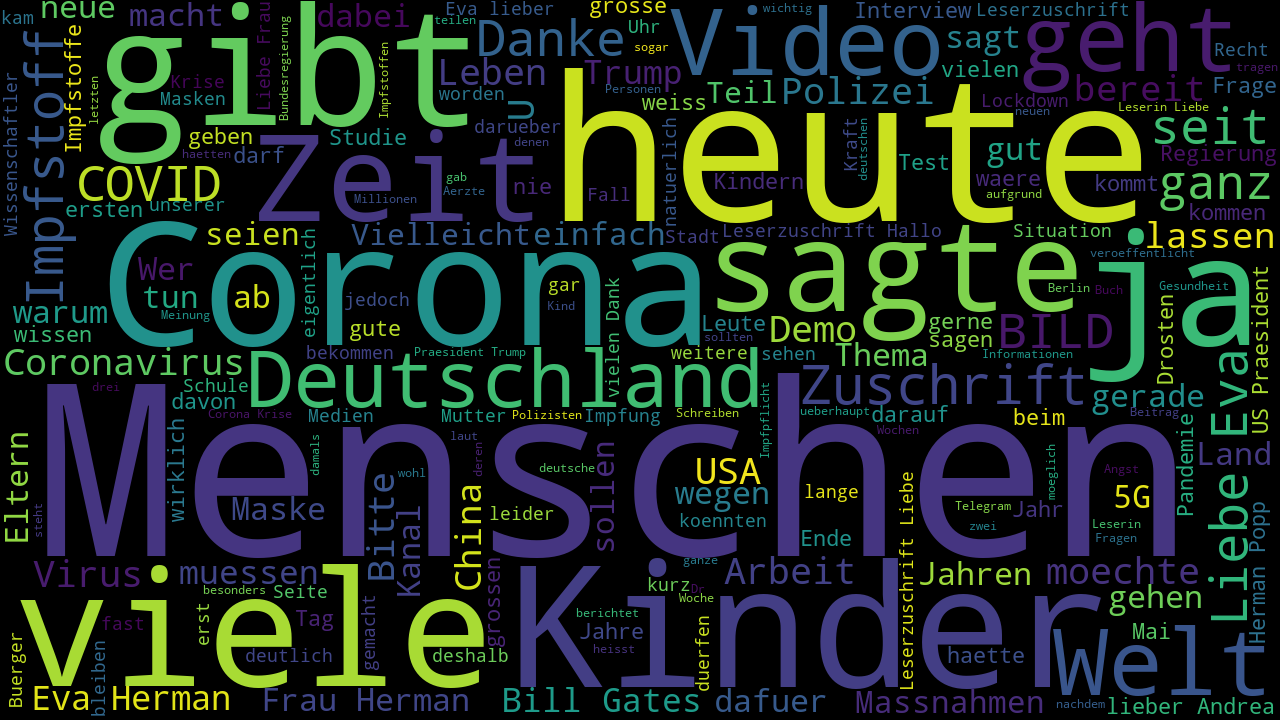 kam
neue
macht
Liebe Frau
dabei
teilen
Eva lieber
grosse
Uhr
sogar
wichtig
Interview
Leserzuschrift
gibt
Danke
Video
sagt
geht
Recht
tragen
Impfstoffe
letzten
Krise
Masken
Bundesregierung
Impfstoffen
Leben
worden
u
Trump
Personen
weiss
Teil
Polizei
vielen
Lockdown
neuen
bereit
Leserin Liebe
Frage
Wissenschaftler
Impfstoff
geben
haetten
darf
Studie
darueber
denen
natuerlich
Kraft
deutschen
Test
gut
seit
Regierung
COVID
Zeit
gab
Aerzte
Millionen
nie
Fall
heute
Kindern
waere
aufgrund
kommt
ganz
kommen
ersten
unserer
seien
eigentlich
Vielleicht
einfach
Stadt
Leserzuschrift Hallo
Situation
lassen
veroeffentlicht
Corona
Wer
tun
ab
Meinung
jedoch
gute
gar
Kind
vielen Dank
sagte
Berlin
Buch
ja
Gesundheit
warum
wissen
Leute
sollten
Demo
gerne
sagen
BILD
Drosten
US Praesident
Coronavirus
bekommen
Praesident Trump
weitere
sehen
Thema
Informationen
drei
Schule
davon
Deutschland
Zuschrift
gerade
Liebe Eva
Corona Krise
Medien
Mutter
Polizisten
Impfung
Schreiben
Impfpflicht
ueberhaupt
darauf
Wochen
beim
Beitrag
Eltern
wirklich
damals
laut
deren
wohl
deutsche
sollen
Menschen
USA
wegen
lange
moeglich
Angst
Pandemie
Land
steht
Maske
Bitte
Kanal
China
leider
koennten
Ende
Telegram
zwei
Jahr
5G
Leserin
Fragen
Herman Popp
Virus
muessen
besonders
Seite
grossen
ganze
kurz
Dr
Woche
Arbeit
Leserzuschrift Liebe
Jahren
moechte
gehen
viele
fast
erst
Tag
gemacht
deutlich
deshalb
Kinder
berichtet
Jahre
heisst
duerfen
haette
Mai
Welt
Buerger
bleiben
Eva Herman
Frau Herman
Bill Gates
dafuer
Massnahmen
nachdem
lieber Andrea